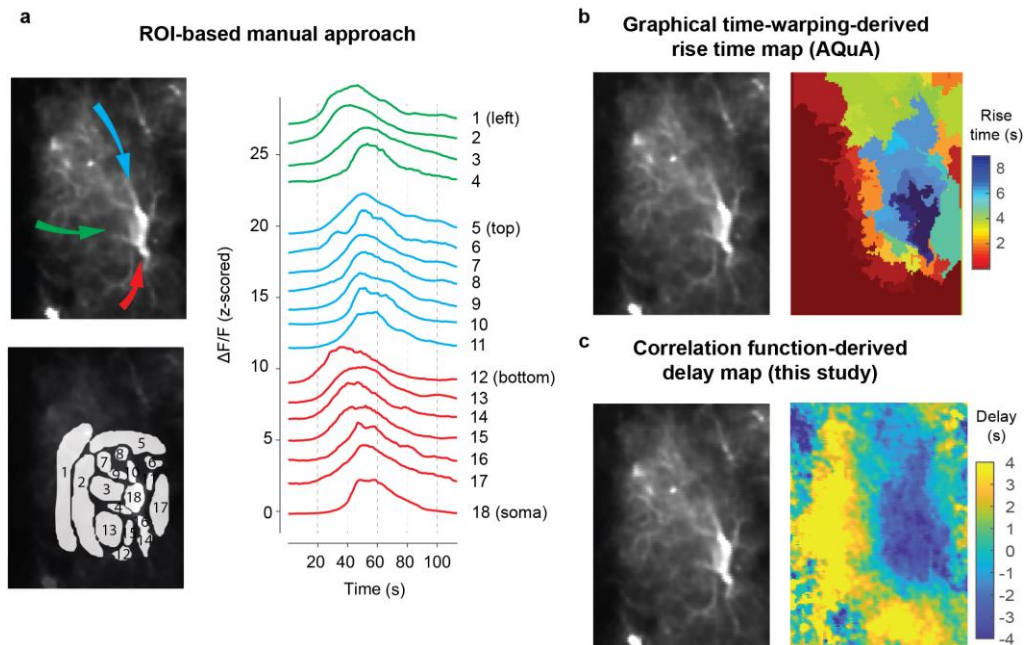 a
ROI-based manual approach
ΔF/F (z-scored)
25
20
15
10
5
0
1 (left)
2
3
4
5 (top)
6
7
8
9
10
11
12 (bottom)
13
14
15
16
17
18 (soma)
20 40 60 80 100
Time (s)
5
8
7
6
9
10
1
2
3
18
17
4
13
14
12
b
Graphical time-warping-derived
rise time map (AQuA)
Rise
time (s)
8
6
4
2
c
Correlation function-derived
delay map (this study)
Delay
(s)
4
3
2
1
0
-1
-2
-3
-4